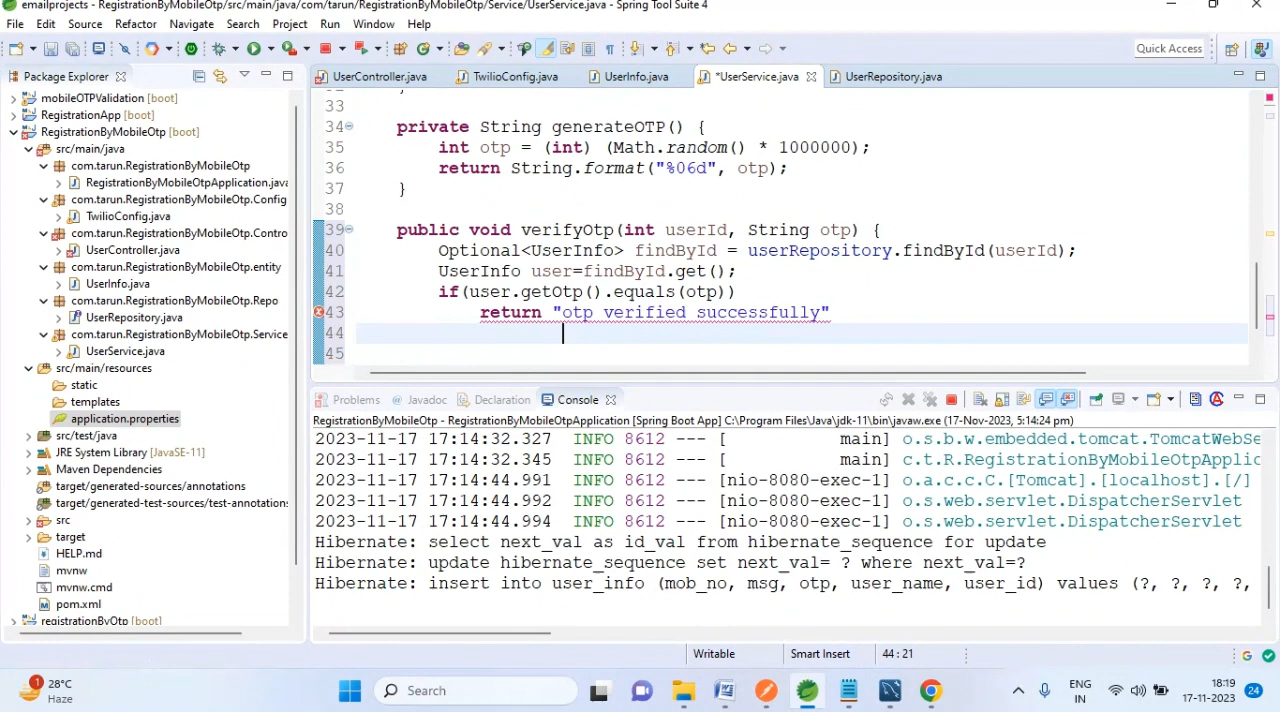 emailprojects - RegistrationByMobileOtp/src/main/java/com/tarun/RegistrationByMobileOtp/Service/UserService.java - Spring Tool Suite 4
File Edit Source Refactor Navigate Search Project Run Window Help
Quick Access
Package Explorer
UserController.java TwilioConfig.java UserInfo.java *UserService.java UserRepository.java
mobileOTPValidation [boot]
RegistrationApp [boot]
RegistrationByMobileOtp [boot]
src/main/java
com.tarun.RegistrationByMobileOtp
RegistrationByMobileOtpApplication.java
com.tarun.RegistrationByMobileOtp.Config
TwilioConfig.java
com.tarun.RegistrationByMobileOtp.Contro
UserController.java
com.tarun.RegistrationByMobileOtp.entity
UserInfo.java
com.tarun.RegistrationByMobileOtp.Repo
UserRepository.java
com.tarun.RegistrationByMobileOtp.Service
UserService.java
src/main/resources
static
templates
application.properties
src/test/java
JRE System Library [JavaSE-11]
Maven Dependencies
target/generated-sources/annotations
target/generated-test-sources/test-annotations
src
target
HELP.md
mvnw
mvnw.cmd
pom.xml
registrationByOtp [boot]
33
34 private String generateOTP() {
35 int otp = (int) (Math.random() * 1000000);
36 return String.format("%06d", otp);
37 }
38
39 public void verifyOtp(int userId, String otp) {
40 Optional<UserInfo> findById = userRepository.findById(userId);
41 UserInfo user=findById.get();
42 if(user.getOtp().equals(otp))
43 return "otp verified successfully"
44
45
Problems Javadoc Declaration Console
RegistrationByMobileOtp - RegistrationByMobileOtpApplication [Spring Boot App] C:\Program Files\Java\jdk-11\bin\javaw.exe (17-Nov-2023, 5:14:24 pm)
2023-11-17 17:14:32.327 INFO 8612 --- [ main] o.s.b.w.embedded.tomcat.TomcatWebSe
2023-11-17 17:14:32.345 INFO 8612 --- [ main] c.t.R.RegistrationByMobileOtpApplic
2023-11-17 17:14:44.991 INFO 8612 --- [nio-8080-exec-1] o.a.c.c.C.[Tomcat].[localhost].[/]
2023-11-17 17:14:44.992 INFO 8612 --- [nio-8080-exec-1] o.s.web.servlet.DispatcherServlet
2023-11-17 17:14:44.994 INFO 8612 --- [nio-8080-exec-1] o.s.web.servlet.DispatcherServlet
Hibernate: select next_val as id_val from hibernate_sequence for update
Hibernate: update hibernate_sequence set next_val= ? where next_val=?
Hibernate: insert into user_info (mob_no, msg, otp, user_name, user_id) values (?, ?, ?, ?,
Writable Smart Insert 44 : 21
1
28°C
Haze
Search
ENG
IN
18:19
17-11-2023
24